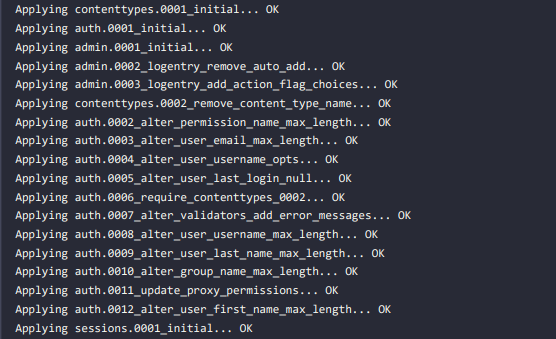 Applying contenttypes.0001_initial... OK
Applying auth.0001_initial... OK
Applying admin.0001_initial... OK
Applying admin.0002_logentry_remove_auto_add... OK
Applying admin.0003_logentry_add_action_flag_choices... OK
Applying contenttypes.0002_remove_content_type_name... OK
Applying auth.0002_alter_permission_name_max_length... OK
Applying auth.0003_alter_user_email_max_length... OK
Applying auth.0004_alter_user_username_opts... OK
Applying auth.0005_alter_user_last_login_null... OK
Applying auth.0006_require_contenttypes_0002... OK
Applying auth.0007_alter_validators_add_error_messages... OK
Applying auth.0008_alter_user_username_max_length... OK
Applying auth.0009_alter_user_last_name_max_length... OK
Applying auth.0010_alter_group_name_max_length... OK
Applying auth.0011_update_proxy_permissions... OK
Applying auth.0012_alter_user_first_name_max_length... OK
Applying sessions.0001_initial... OK